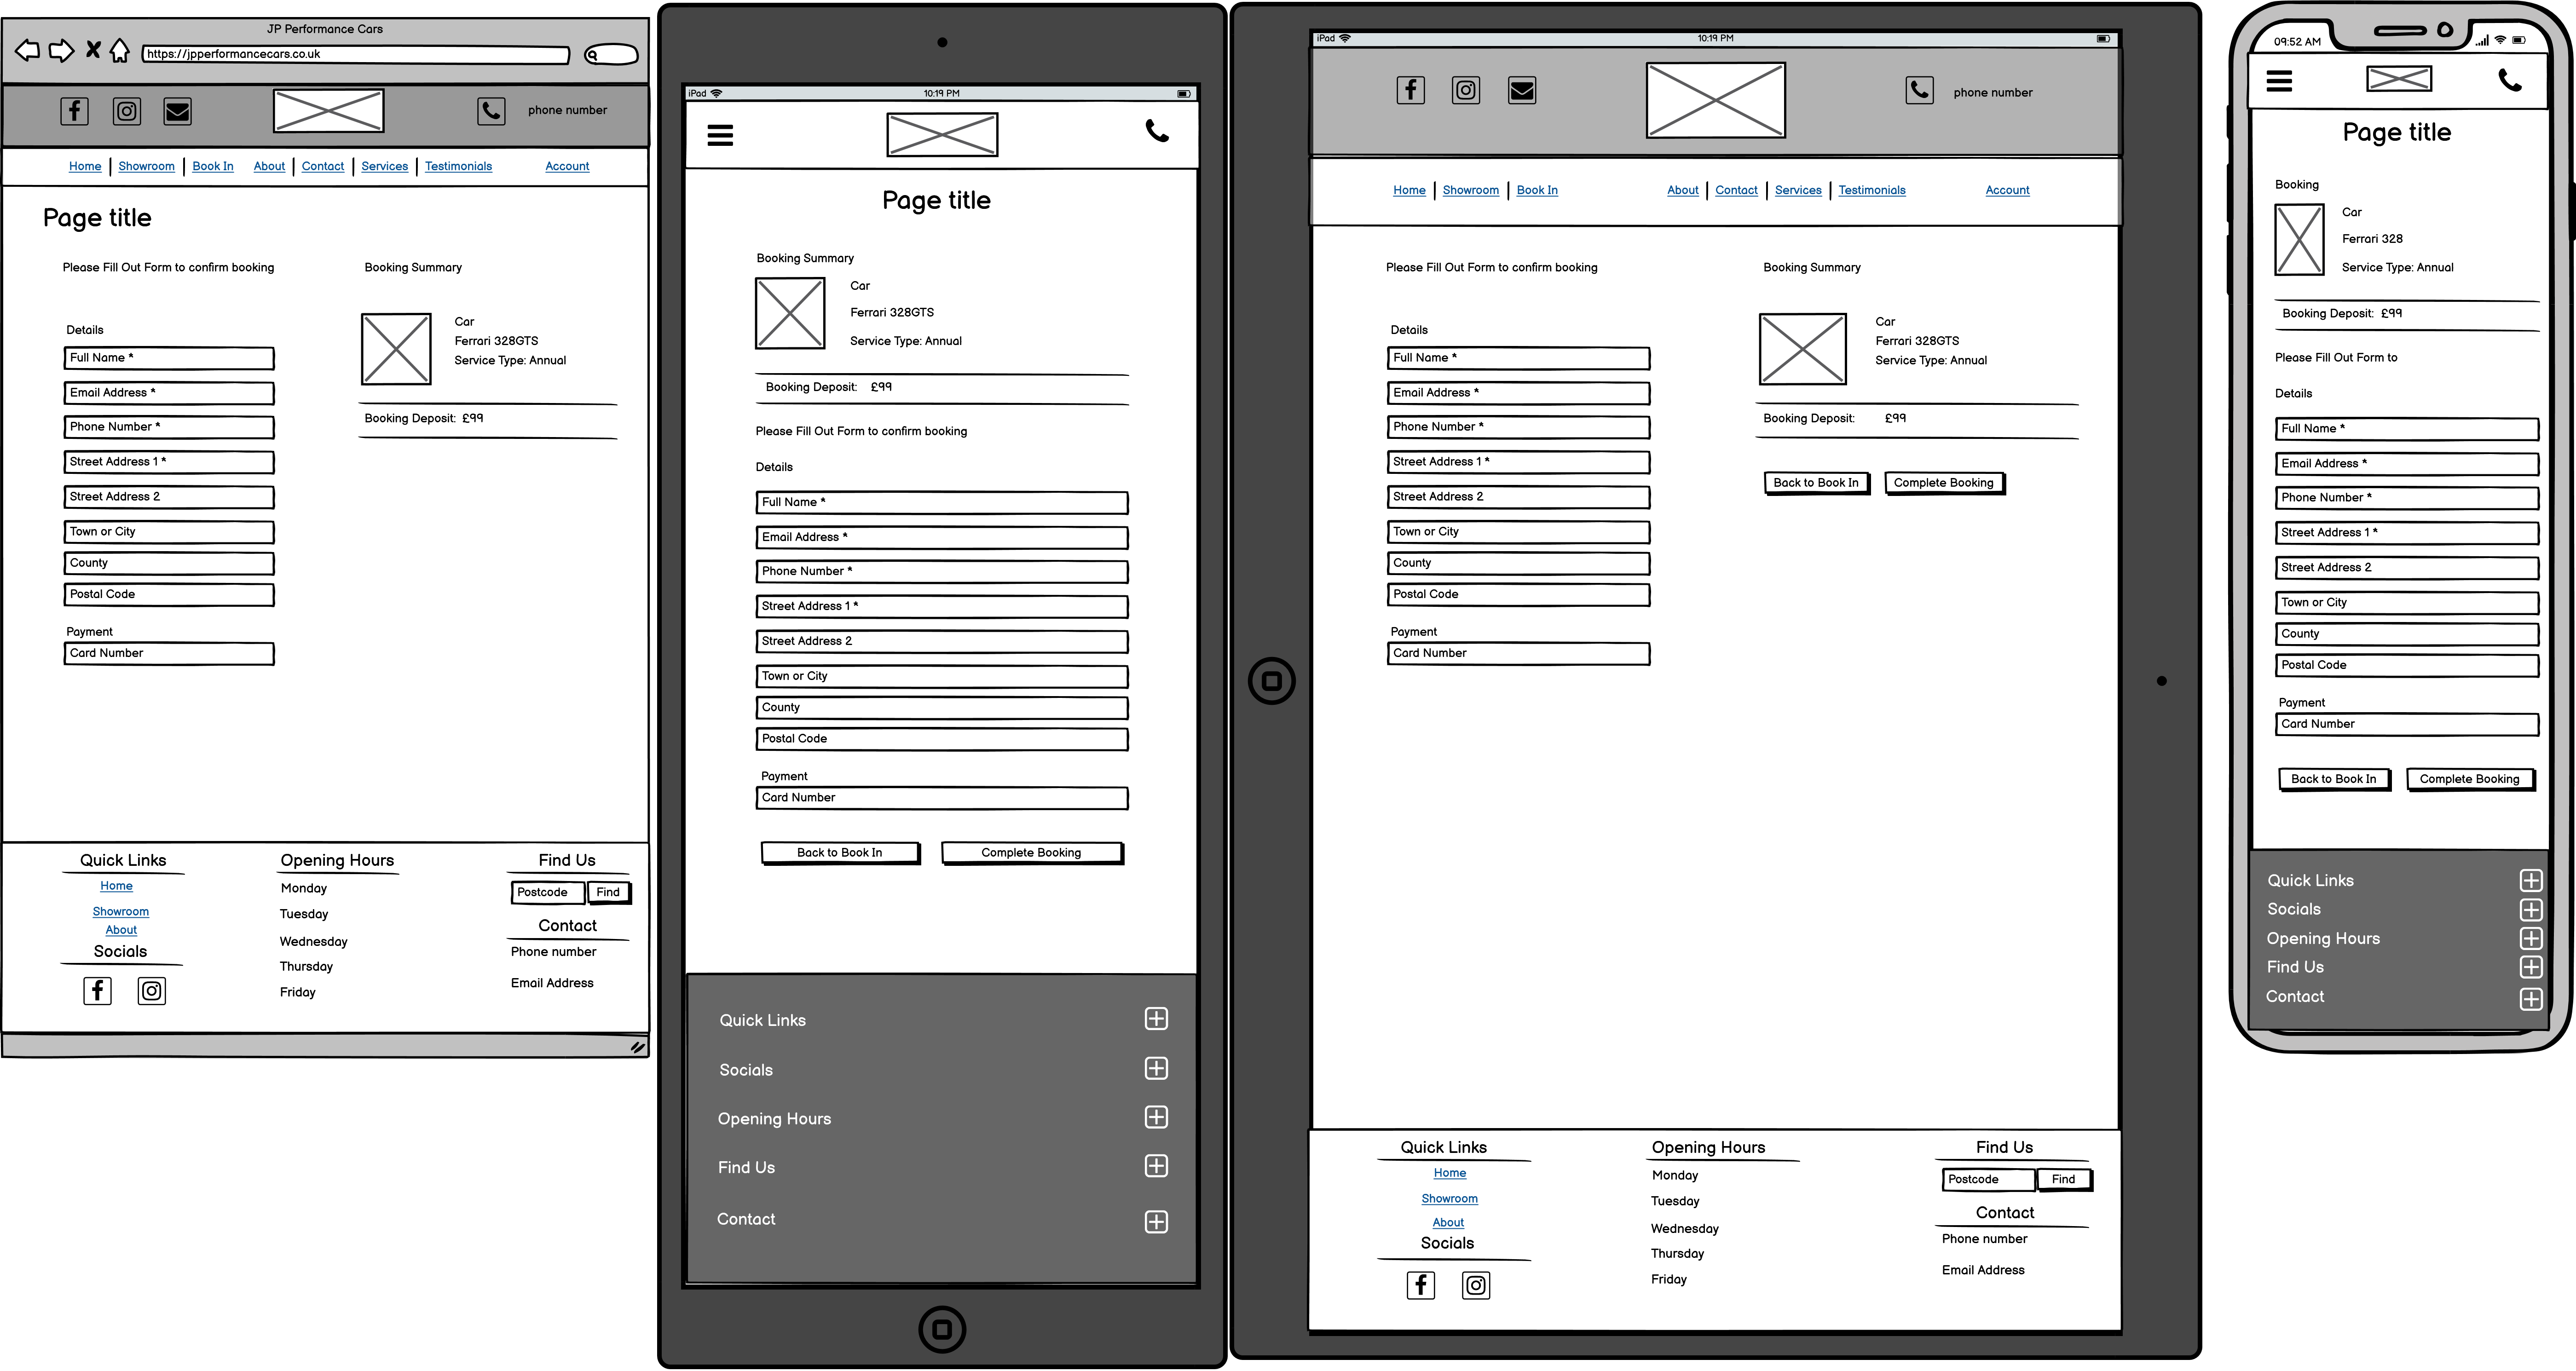 JP Performance Cars
https://jpperformancecars.co.uk
phone number
Home Showroom Book In About Contact Services Testimonials Account
Page title
Please Fill Out Form to confirm booking
Details
Full Name *
Email Address *
Phone Number *
Street Address 1 *
Street Address 2
Town or City
County
Postal Code
Payment
Card Number
Booking Summary
Car
Ferrari 328GTS
Service Type: Annual
Booking Deposit: £99
Quick Links
Home
Showroom
About
Socials
Opening Hours
Monday
Tuesday
Wednesday
Thursday
Friday
Find Us
Postcode Find
Contact
Phone number
Email Address
iPad 10:19 PM
Page title
Booking Summary
Car
Ferrari 328GTS
Service Type: Annual
Booking Deposit: £99
Please Fill Out Form to confirm booking
Details
Full Name *
Email Address *
Phone Number *
Street Address 1 *
Street Address 2
Town or City
County
Postal Code
Payment
Card Number
Back to Book In Complete Booking
Quick Links
Socials
Opening Hours
Find Us
Contact
iPad 10:19 PM
phone number
Home Showroom Book In About Contact Services Testimonials Account
Please Fill Out Form to confirm booking
Details
Full Name *
Email Address *
Phone Number *
Street Address 1 *
Street Address 2
Town or City
County
Postal Code
Payment
Card Number
Booking Summary
Car
Ferrari 328GTS
Service Type: Annual
Booking Deposit: £99
Back to Book In Complete Booking
Quick Links
Home
Showroom
About
Socials
Opening Hours
Monday
Tuesday
Wednesday
Thursday
Friday
Find Us
Postcode Find
Contact
Phone number
Email Address
09:52 AM
Page title
Booking
Car
Ferrari 328
Service Type: Annual
Booking Deposit: £99
Please Fill Out Form to
Details
Full Name *
Email Address *
Phone Number *
Street Address 1 *
Street Address 2
Town or City
County
Postal Code
Payment
Card Number
Back to Book In Complete Booking
Quick Links
Socials
Opening Hours
Find Us
Contact